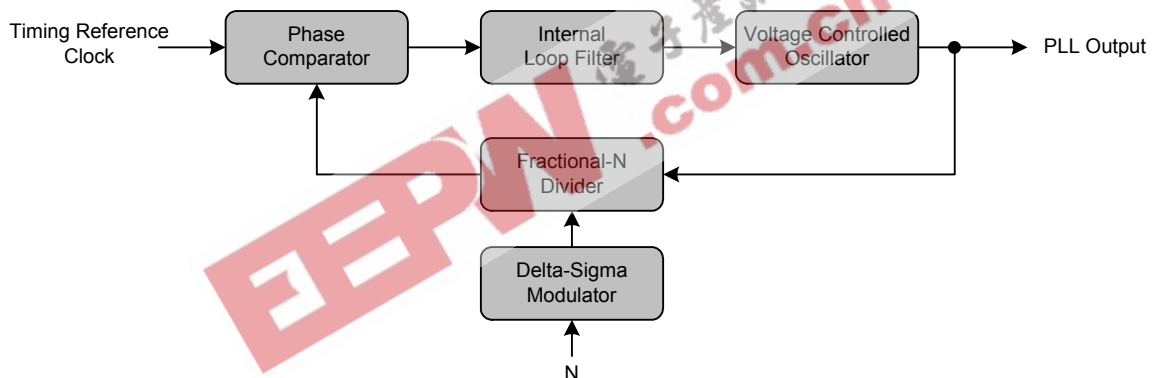 Timing Reference
Clock
Phase
Comparator
Internal
Loop Filter
Voltage Controlled
Oscillator
PLL Output
Fractional-N
Divider
Delta-Sigma
Modulator
N
EEPW
.com.cn